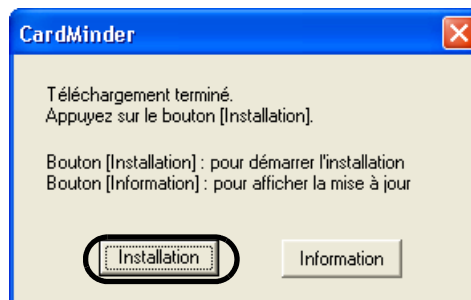 CardMinder
Téléchargement terminé.
Appuyez sur le bouton [Installation].
Bouton [Installation] : pour démarrer l'installation
Bouton [Information] : pour afficher la mise à jour
Installation
Information